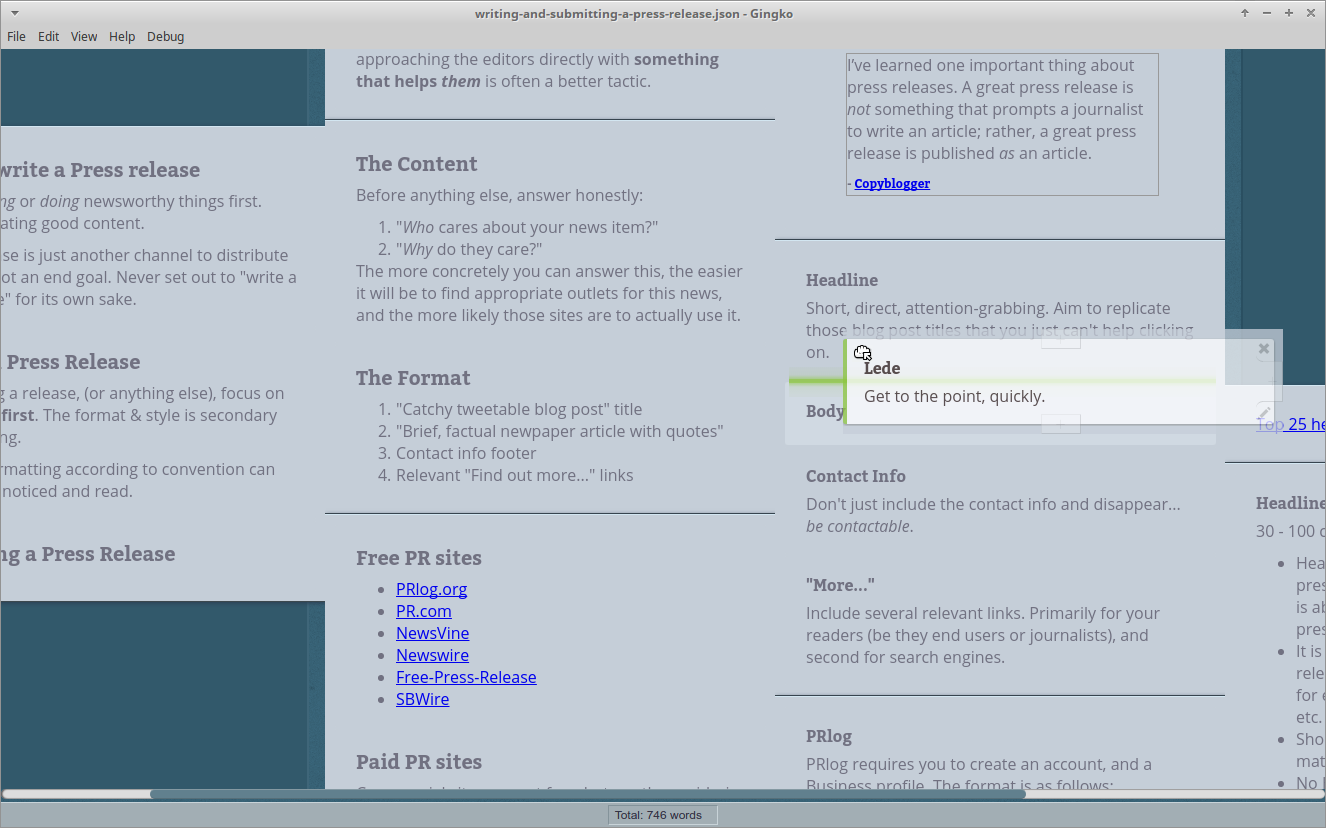 writing-and-submitting-a-press-release.json - Gingko
File Edit View Help Debug
write a Press release
ng or doing newsworthy things first.
ating good content.
se is just another channel to distribute
ot an end goal. Never set out to "write a
e" for its own sake.
Press Release
g a release, (or anything else), focus on
first. The format & style is secondary
ng.
rmatting according to convention can
noticed and read.
ng a Press Release
approaching the editors directly with something
that helps them is often a better tactic.
The Content
Before anything else, answer honestly:
1. "Who cares about your news item?"
2. "Why do they care?"
The more concretely you can answer this, the easier
it will be to find appropriate outlets for this news,
and the more likely those sites are to actually use it.
The Format
1. "Catchy tweetable blog post" title
2. "Brief, factual newpaper article with quotes"
3. Contact info footer
4. Relevant "Find out more..." links
Free PR sites
PRlog.org
PR.com
NewsVine
Newswire
Free-Press-Release
SBWire
Paid PR sites
I've learned one important thing about
press releases. A great press release is
not something that prompts a journalist
to write an article; rather, a great press
release is published as an article.
- Copyblogger
Headline
Short, direct, attention-grabbing. Aim to replicate
those blog post titles that you just can't help clicking
on.
Lede
Get to the point, quickly.
Body
Contact Info
Don't just include the contact info and disappear...
be contactable.
"More..."
Include several relevant links. Primarily for your
readers (be they end users or journalists), and
second for search engines.
PRlog
PRlog requires you to create an account, and a
Business profile. The format is as follows:
Top 25 he
Headline
30 - 100 c
Hea
pres
is ab
pres
It is
rele
for e
etc.
Sho
mat
No
Total: 746 words